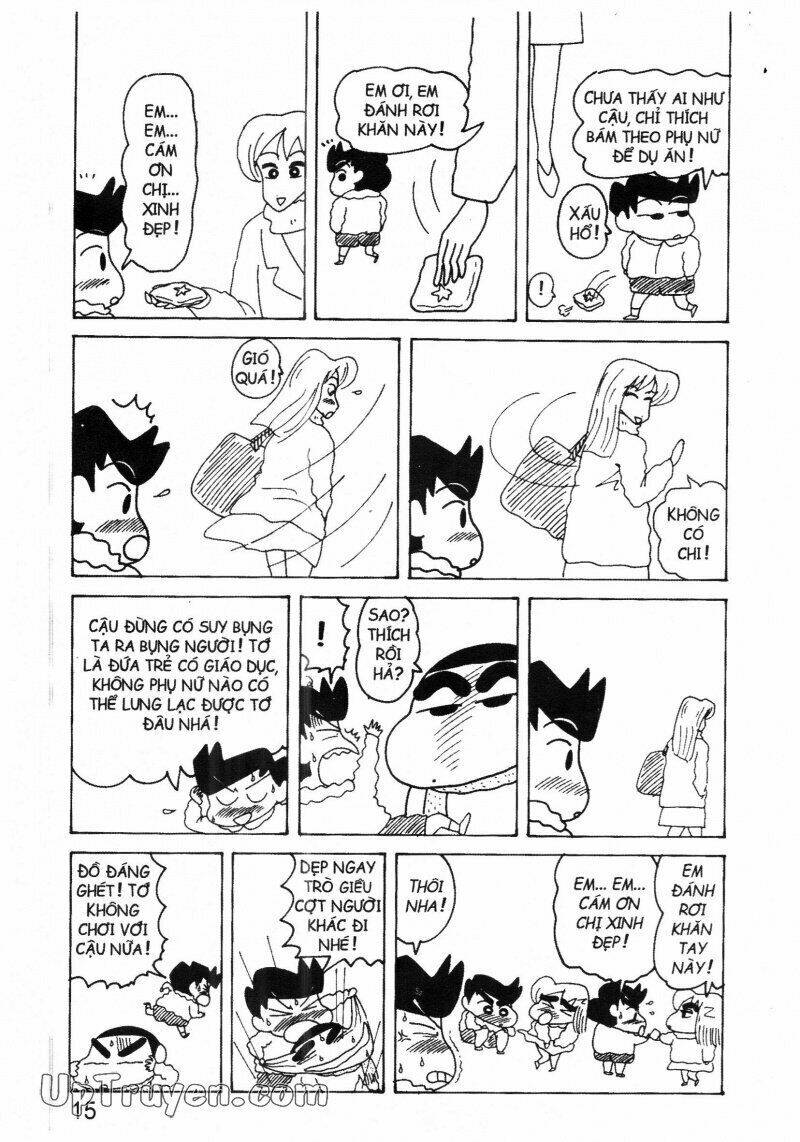 CHƯA THẤY AI NHƯ
CẬU, CHỈ THÍCH
BÁM THEO PHỤ NỮ
ĐỂ DỤ ĂN!
XẤU
HỔ!
!
EM ƠI, EM
ĐÁNH RƠI
KHĂN NÀY!
EM...
EM...
CÁM
ƠN
CHỊ...
XINH
ĐẸP!
KHÔNG
CÓ
CHI!
GIÓ
QUÁ!
SAO?
THÍCH
RỒI
HẢ?
!
CẬU ĐỪNG CÓ SUY BỤNG
TA RA BỤNG NGƯỜI! TỚ
LÀ ĐỨA TRẺ CÓ GIÁO DỤC,
KHÔNG PHỤ NỮ NÀO CÓ
THỂ LUNG LẠC ĐƯỢC TỚ
ĐÂU NHÁ!
EM
ĐÁNH
RƠI
KHĂN
TAY
NÀY!
EM... EM...
CÁM ƠN
CHỊ XINH
ĐẸP!
THÔI
NHA!
DẸP NGAY
TRÒ GIỄU
CỢT NGƯỜI
KHÁC ĐI
NHÉ!
ĐỒ ĐÁNG
GHÉT! TỚ
KHÔNG
CHƠI VỚI
CẬU NỮA!
UpTruyen.com
15